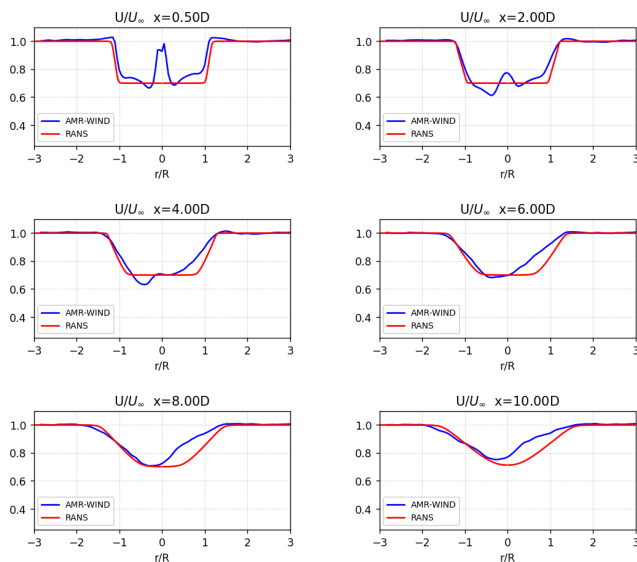 U/U∞ x=0.50D
1.0
0.8
0.6
0.4
AMR-WIND
RANS
−3 −2 −1 0 1 2 3
r/R
U/U∞ x=2.00D
1.0
0.8
0.6
0.4
AMR-WIND
RANS
−3 −2 −1 0 1 2 3
r/R
U/U∞ x=4.00D
1.0
0.8
0.6
0.4
AMR-WIND
RANS
−3 −2 −1 0 1 2 3
r/R
U/U∞ x=6.00D
1.0
0.8
0.6
0.4
AMR-WIND
RANS
−3 −2 −1 0 1 2 3
r/R
U/U∞ x=8.00D
1.0
0.8
0.6
0.4
AMR-WIND
RANS
−3 −2 −1 0 1 2 3
r/R
U/U∞ x=10.00D
1.0
0.8
0.6
0.4
AMR-WIND
RANS
−3 −2 −1 0 1 2 3
r/R